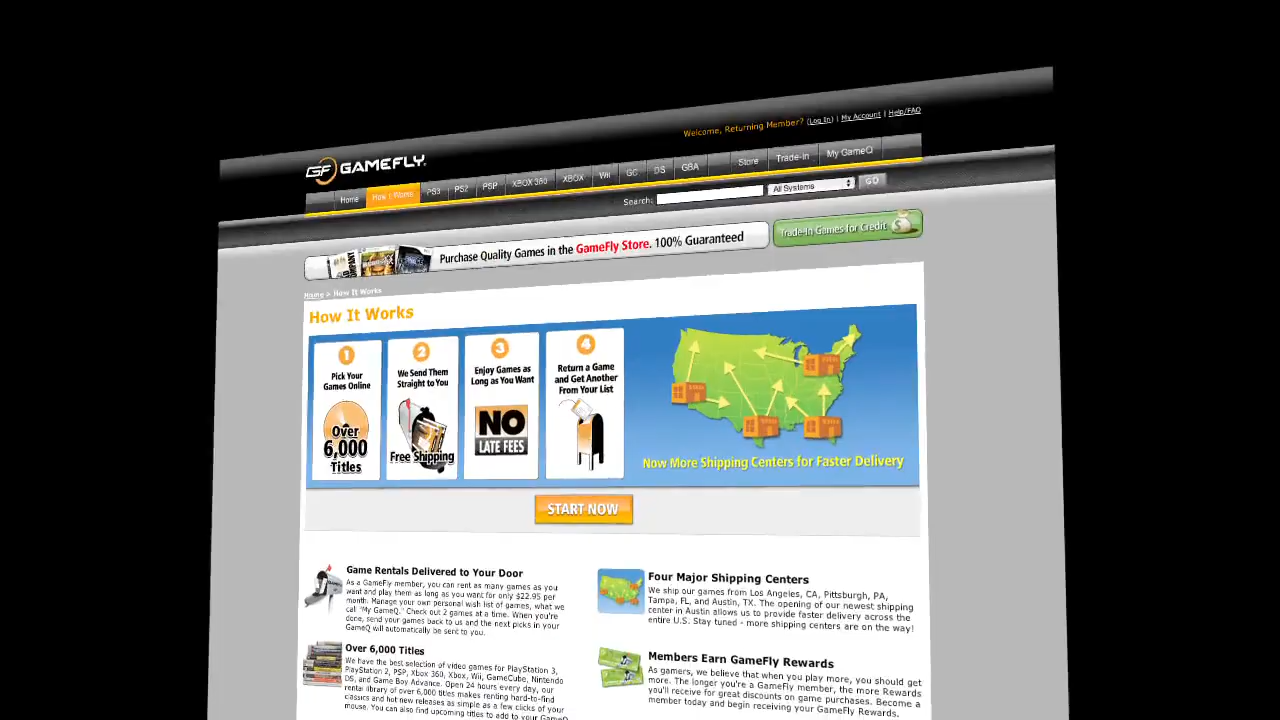 Welcome, Returning Member? (Log In) | My Account | Help/FAQ
GF GAMEFLY
Home How It Works PS3 PS2 PSP XBOX 360 XBOX Wii GC DS GBA Store Trade-In My GameQ
Search: All Systems GO
Purchase Quality Games in the GameFly Store. 100% Guaranteed
Trade-In Games for Credit
Home > How It Works
How It Works
1
Pick Your
Games Online
Over
6,000
Titles
2
We Send Them
Straight to You
Free Shipping
3
Enjoy Games as
Long as You Want
NO
LATE FEES
4
Return a Game
and Get Another
From Your List
Now More Shipping Centers for Faster Delivery
START NOW
Game Rentals Delivered to Your Door
As a GameFly member, you can rent as many games as you
want and play them as long as you want for only $22.95 per
month. Manage your own personal wish list of games, what we
call "My GameQ." Check out 2 games at a time. When you're
done, send your games back to us and the next picks in your
GameQ will automatically be sent to you.
Over 6,000 Titles
We have the best selection of video games for PlayStation 3,
PlayStation 2, PSP, Xbox 360, Xbox, Wii, GameCube, Nintendo
DS, and Game Boy Advance. Open 24 hours every day, our
rental library of over 6,000 titles makes renting hard-to-find
classics and hot new releases as simple as a few clicks of your
mouse. You can also find upcoming titles to add to your GameQ
Four Major Shipping Centers
We ship our games from Los Angeles, CA, Pittsburgh, PA,
Tampa, FL, and Austin, TX. The opening of our newest shipping
center in Austin allows us to provide faster delivery across the
entire U.S. Stay tuned - more shipping centers are on the way!
Members Earn GameFly Rewards
As gamers, we believe that when you play more, you should get
more. The longer you're a GameFly member, the more Rewards
you'll receive for great discounts on game purchases. Become a
member today and begin receiving your GameFly Rewards.